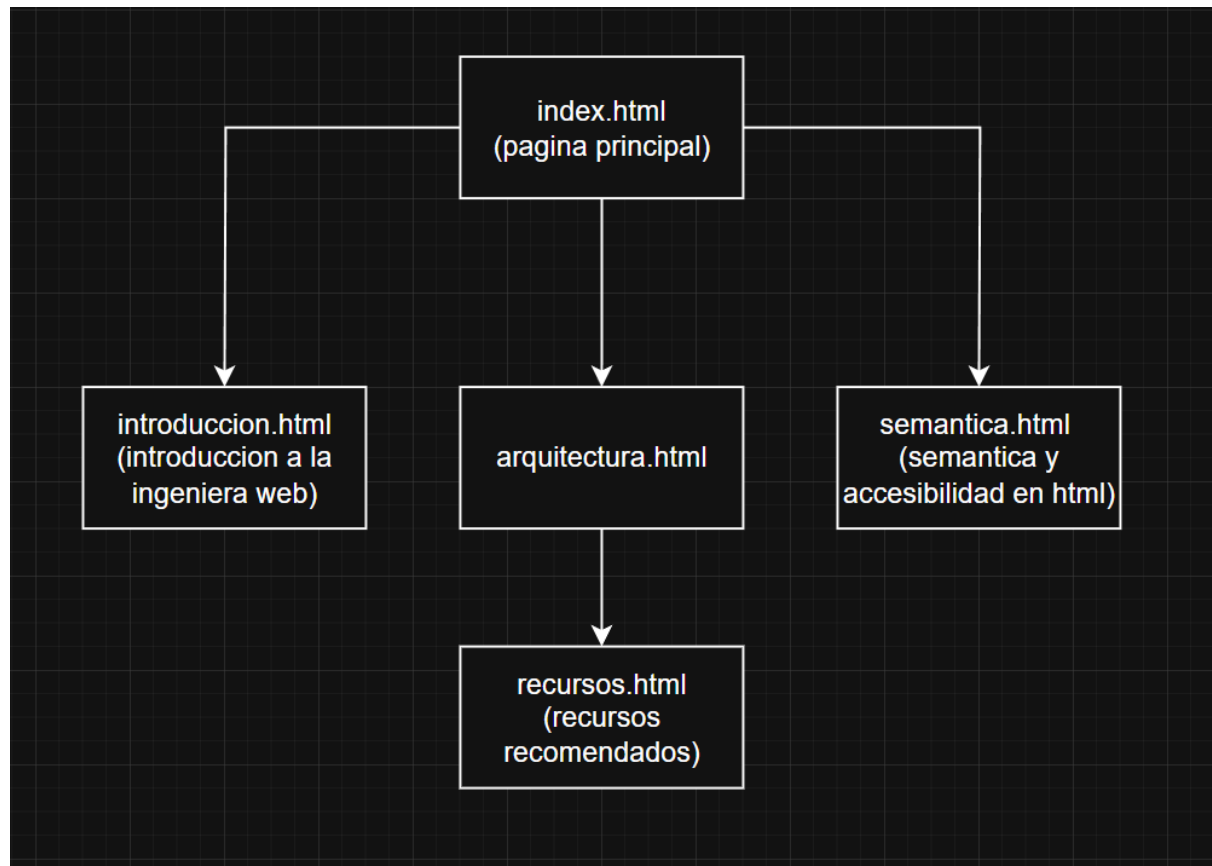 index.html
(pagina principal)
introduccion.html
(introduccion a la
ingeniera web)
arquitectura.html
semantica.html
(semantica y
accesibilidad en html)
recursos.html
(recursos
recomendados)